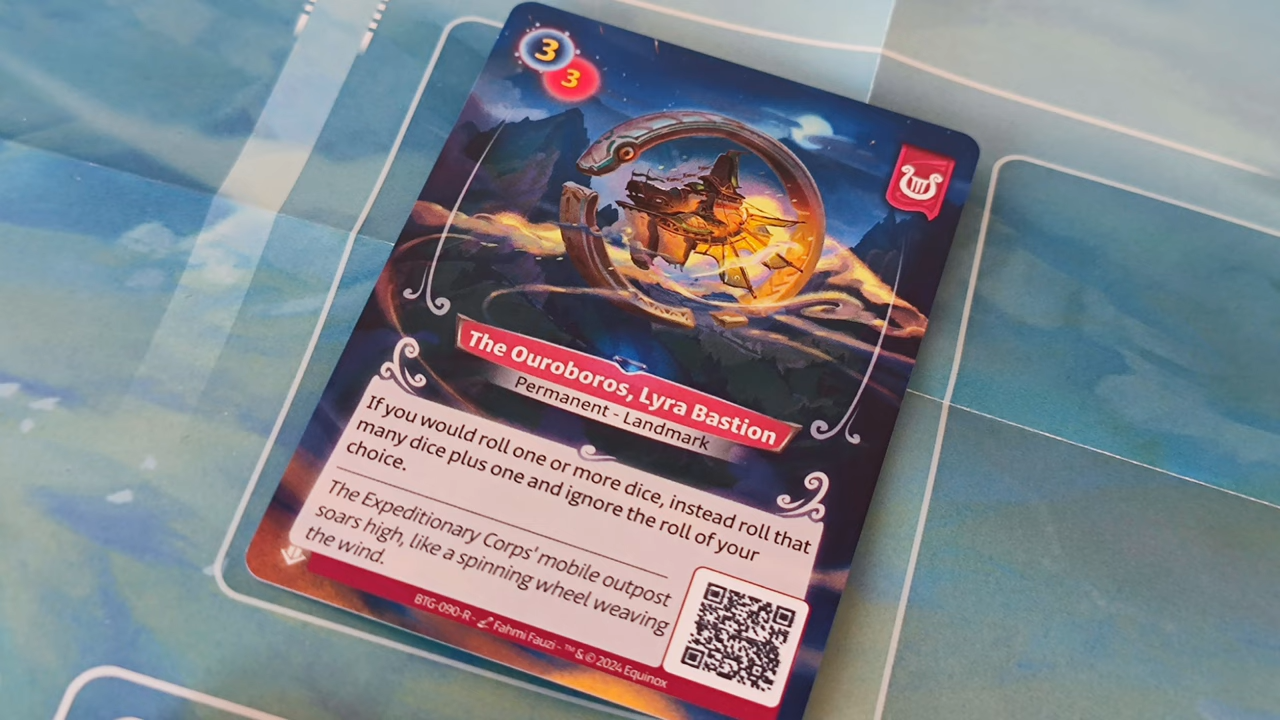 3
3
The Ouroboros, Lyra Bastion
Permanent - Landmark
If you would roll one or more dice, instead roll that
many dice plus one and ignore the roll of your
choice.
The Expeditionary Corps' mobile outpost
soars high, like a spinning wheel weaving
the wind.
BTG-090-R - Fahmi Fauzi - ™ & © 2024 Equinox